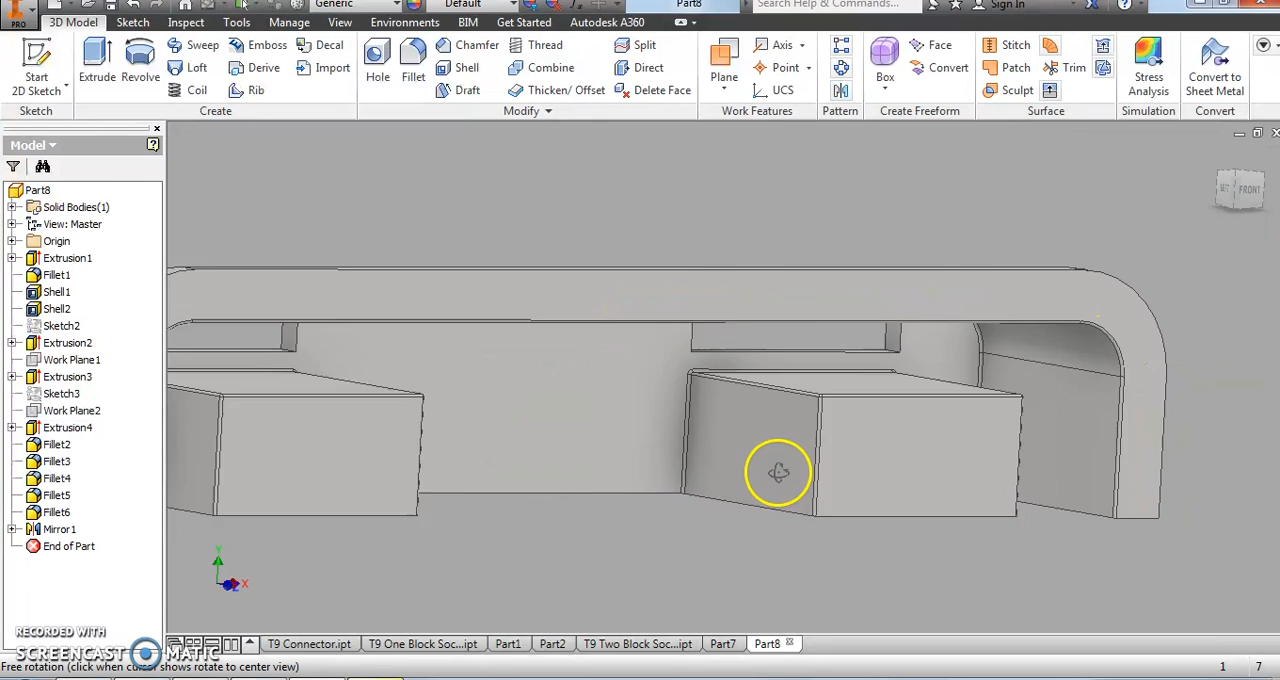 PRO
Generic
Default
Part8
Search Help & Commands...
Sign In
3D Model Sketch Inspect Tools Manage View Environments BIM Get Started Autodesk A360
Start
2D Sketch
Extrude
Revolve
Sweep
Loft
Coil
Emboss
Derive
Rib
Decal
Import
Hole
Fillet
Chamfer
Shell
Draft
Thread
Combine
Thicken/ Offset
Split
Direct
Delete Face
Plane
Axis
Point
UCS
Box
Face
Convert
Stitch
Patch
Sculpt
Trim
Stress
Analysis
Convert to
Sheet Metal
Sketch Create Modify Work Features Pattern Create Freeform Surface Simulation Convert
Model
Part8
Solid Bodies(1)
View: Master
Origin
Extrusion1
Fillet1
Shell1
Shell2
Sketch2
Extrusion2
Work Plane1
Extrusion3
Sketch3
Work Plane2
Extrusion4
Fillet2
Fillet3
Fillet4
Fillet5
Fillet6
Mirror1
End of Part
FRONT
Y
X
RECORDED WITH
SCREENCAST MATIC
T9 Connector.ipt T9 One Block Soc...ipt Part1 Part2 T9 Two Block Soc...ipt Part7 Part8
Free rotation (click when cursor shows rotate to center view) 1 7